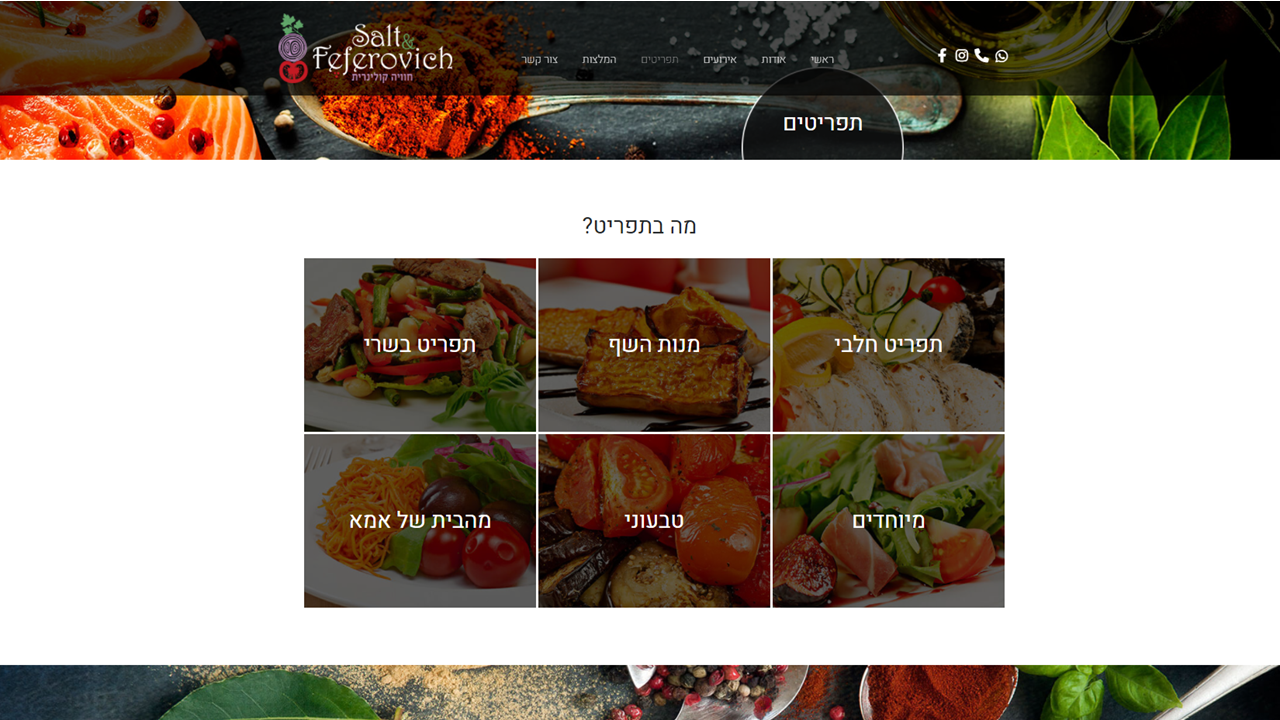 Salt &
Feferovich
חוויה קולינרית
ראשי אודות אירועים תפריטים המלצות צור קשר
תפריטים
מה בתפריט?
תפריט חלבי
מנות השף
תפריט בשרי
מיוחדים
טבעוני
מהבית של אמא